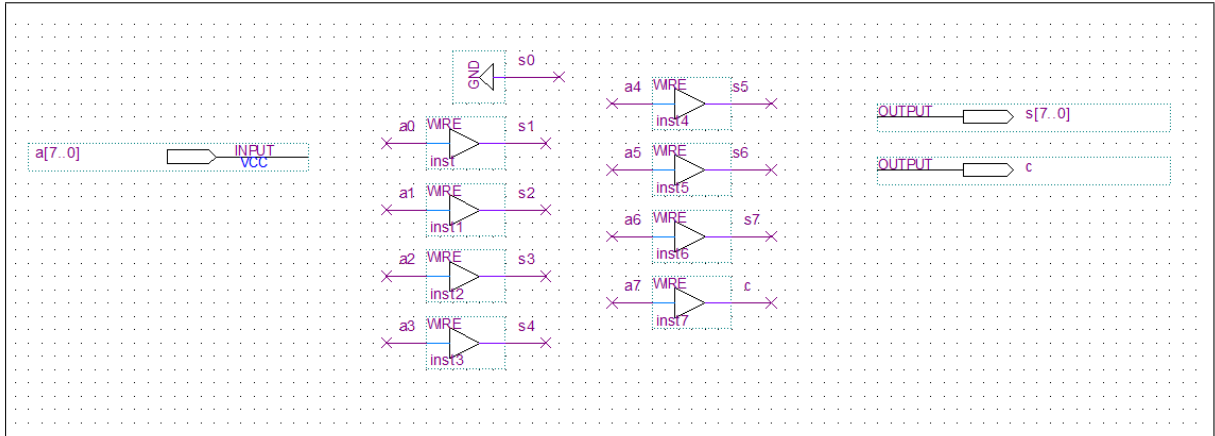 a[7..0]
INPUT
VCC
GND
s0
a0 WIRE s1
inst
a1 WIRE s2
inst1
a2 WIRE s3
inst2
a3 WIRE s4
inst3
a4 WIRE s5
inst4
a5 WIRE s6
inst5
a6 WIRE s7
inst6
a7 WIRE c
inst7
OUTPUT s[7..0]
OUTPUT c